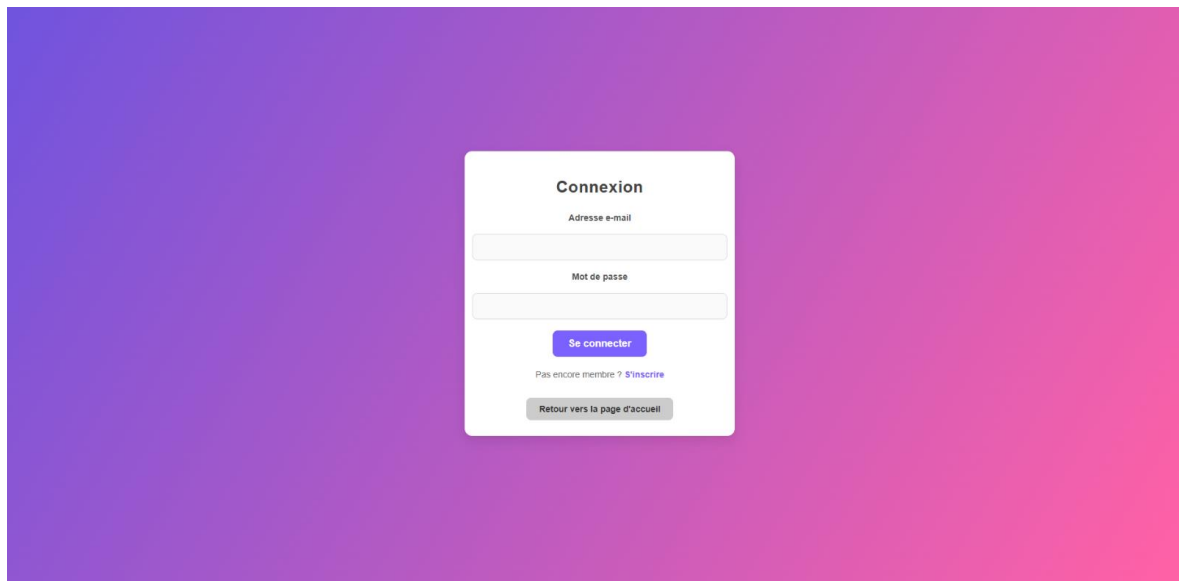 Connexion
Adresse e-mail
Mot de passe
Se connecter
Pas encore membre ? S'inscrire
Retour vers la page d'accueil